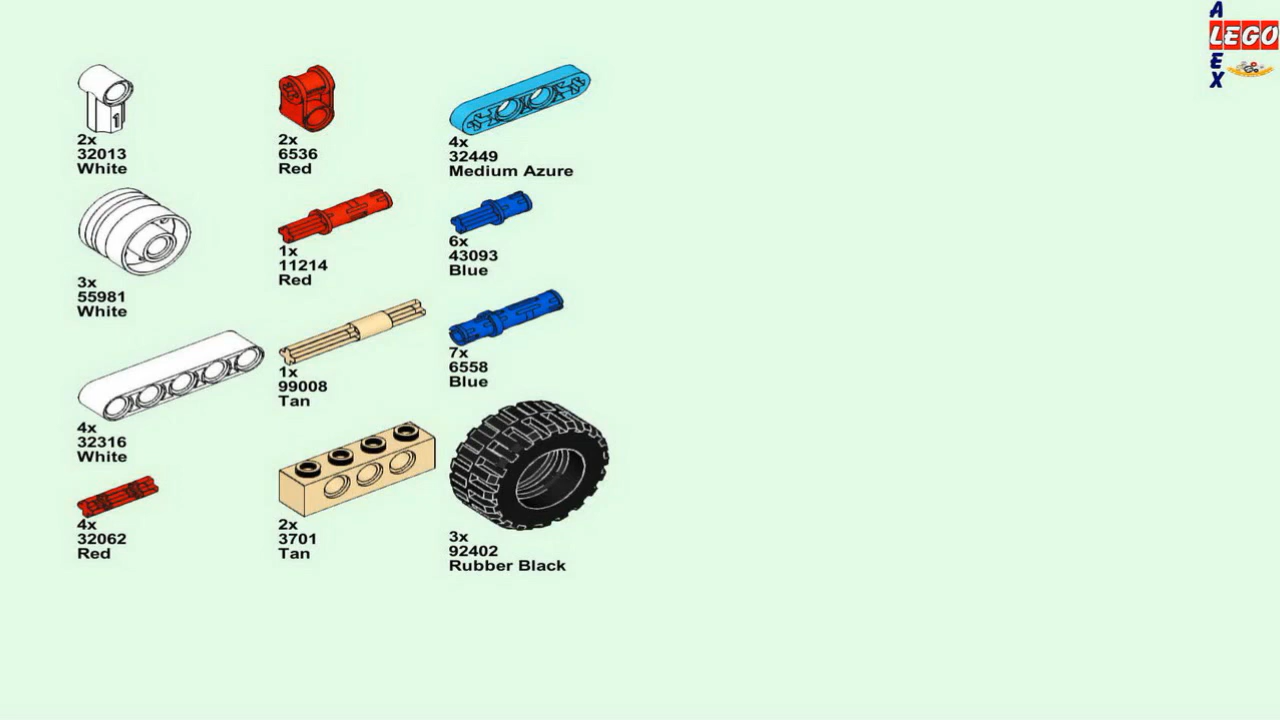 A
LEGO
E
X
2x
32013
White
2x
6536
Red
4x
32449
Medium Azure
3x
55981
White
1x
11214
Red
6x
43093
Blue
1x
99008
Tan
7x
6558
Blue
4x
32316
White
4x
32062
Red
2x
3701
Tan
3x
92402
Rubber Black
1